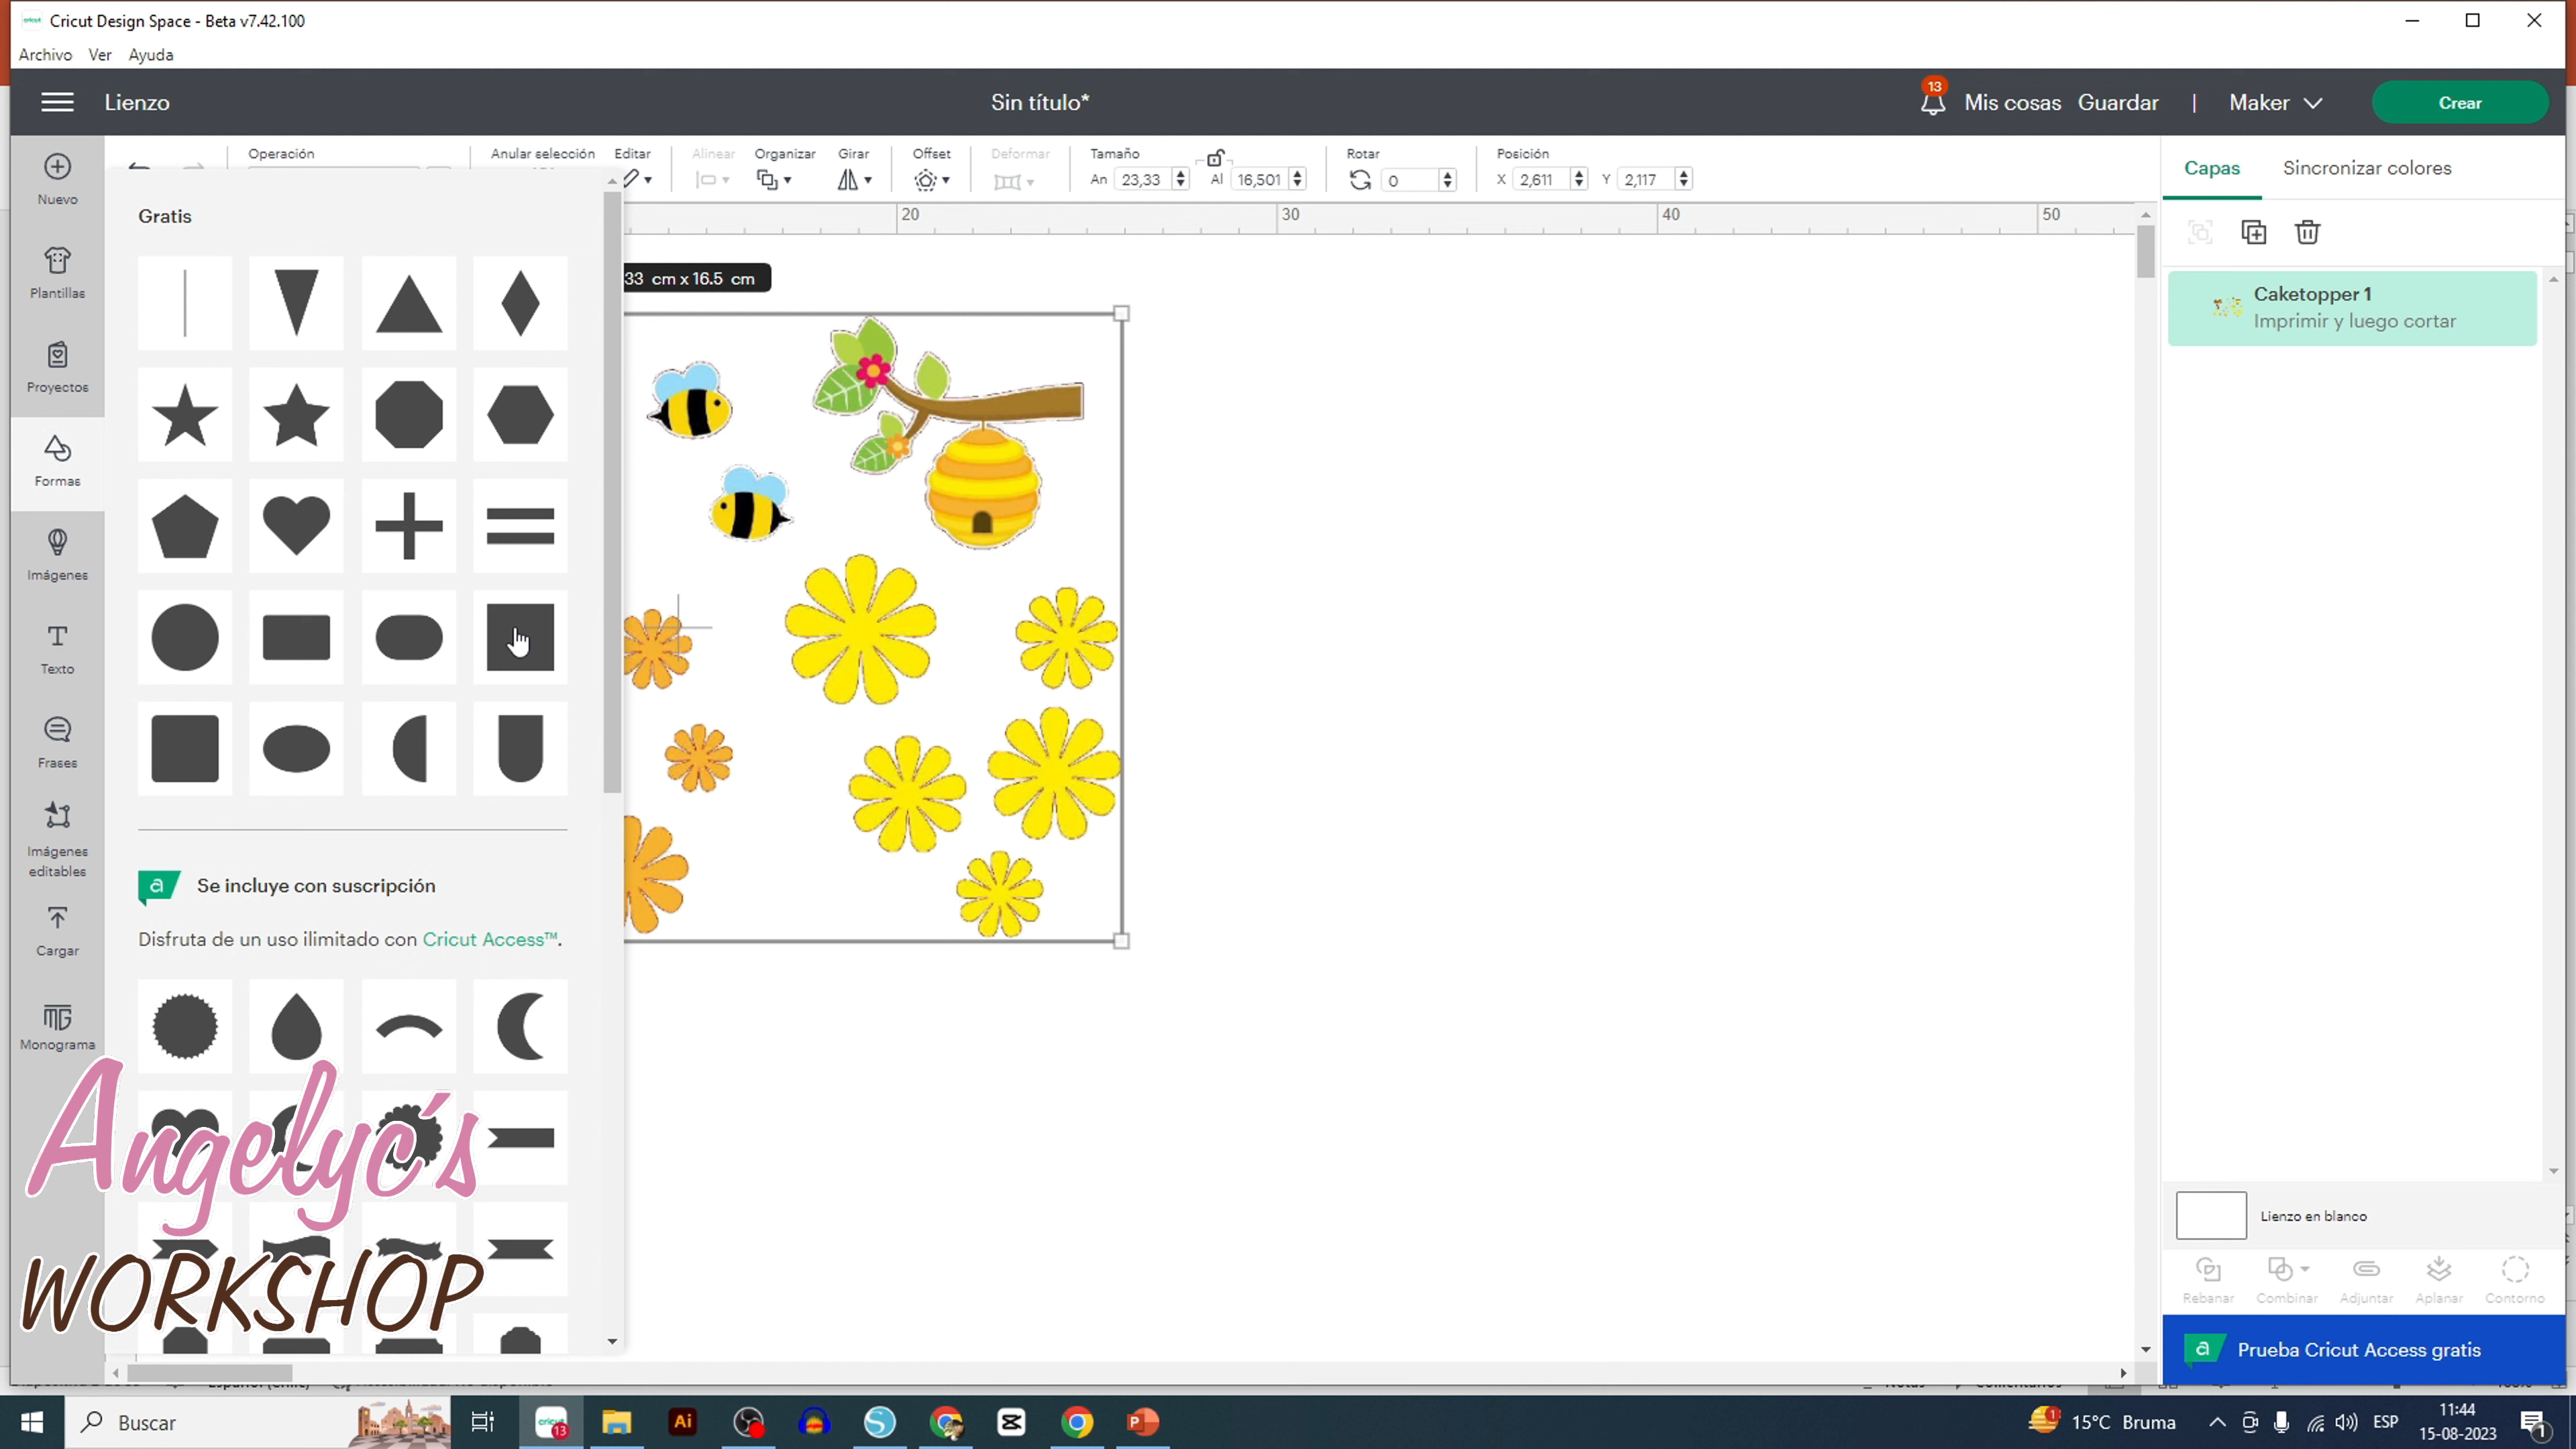 Cricut Design Space - Beta v7.42.100
Archivo Ver Ayuda
Lienzo
Sin título*
13
Mis cosas Guardar | Maker
Crear
Nuevo
Plantillas
Proyectos
Formas
Imágenes
Texto
Frases
Imágenes
editables
Cargar
Monograma
Operación
Anular selección
Editar
Alinear
Organizar
Girar
Offset
Deformar
Tamaño
An 23,33
Al 16,501
Rotar
0
Posición
X 2,611
Y 2,117
20 30 40 50
33 cm x 16.5 cm
Gratis
a Se incluye con suscripción
Disfruta de un uso ilimitado con Cricut Access™.
Capas Sincronizar colores
Caketopper 1
Imprimir y luego cortar
Lienzo en blanco
Rebanar Combinar Adjuntar Aplanar Contorno
a Prueba Cricut Access gratis
Angelyc's
WORKSHOP
Buscar
cricut
13
Ai
P
1
15°C Bruma
ESP
11:44
15-08-2023
1